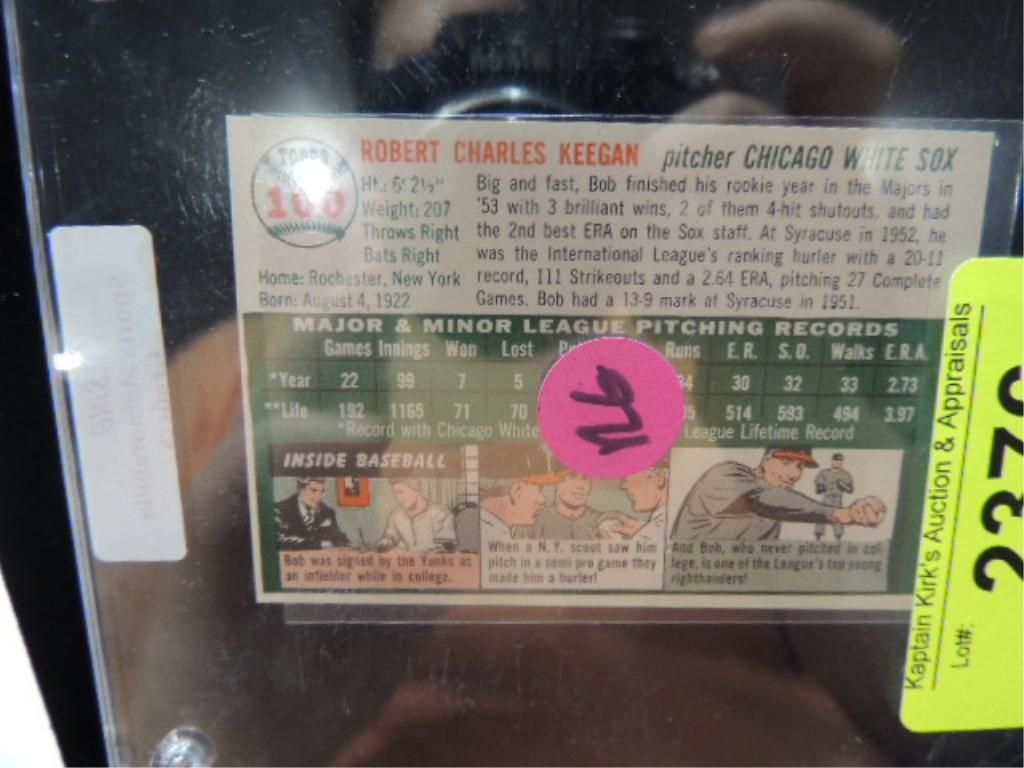 TOPPS
100
ROBERT CHARLES KEEGAN pitcher CHICAGO WHITE SOX
Ht.: 6' 2½"
Weight: 207
Throws Right
Bats Right
Home: Rochester, New York
Born: August 4, 1922
Big and fast, Bob finished his rookie year in the Majors in
'53 with 3 brilliant wins, 2 of them 4-hit shutouts, and had
the 2nd best ERA on the Sox staff. At Syracuse in 1952, he
was the International League's ranking hurler with a 20-11
record, 111 Strikeouts and a 2.64 ERA, pitching 27 Complete
Games. Bob had a 13-9 mark at Syracuse in 1951.
MAJOR & MINOR LEAGUE PITCHING RECORDS
Games Innings Won Lost Runs E.R. S.O. Walks E.R.A.
*Year 22 99 7 5 34 30 32 33 2.73
**Life 192 1165 71 70 514 593 494 3.97
*Record with Chicago White League Lifetime Record
INSIDE BASEBALL
Bob was signed by the Yanks as
an infielder while in college.
When a N.Y. scout saw him
pitch in a semi pro game they
made him a hurler!
And Bob, who never pitched in col-
lege, is one of the League's top young
righthanders!
Kaptain Kirk's Auction & Appraisals
Lot#: